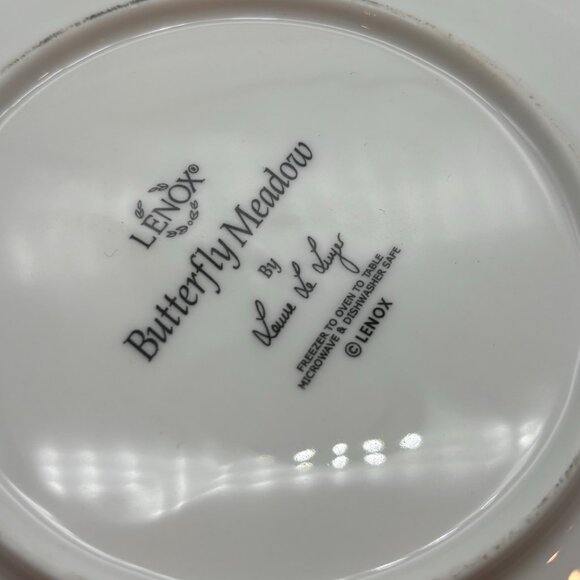 LENOX®
Butterfly Meadow
By
Louise Le Luyer
FREEZER TO OVEN TO TABLE
MICROWAVE & DISHWASHER SAFE
© LENOX